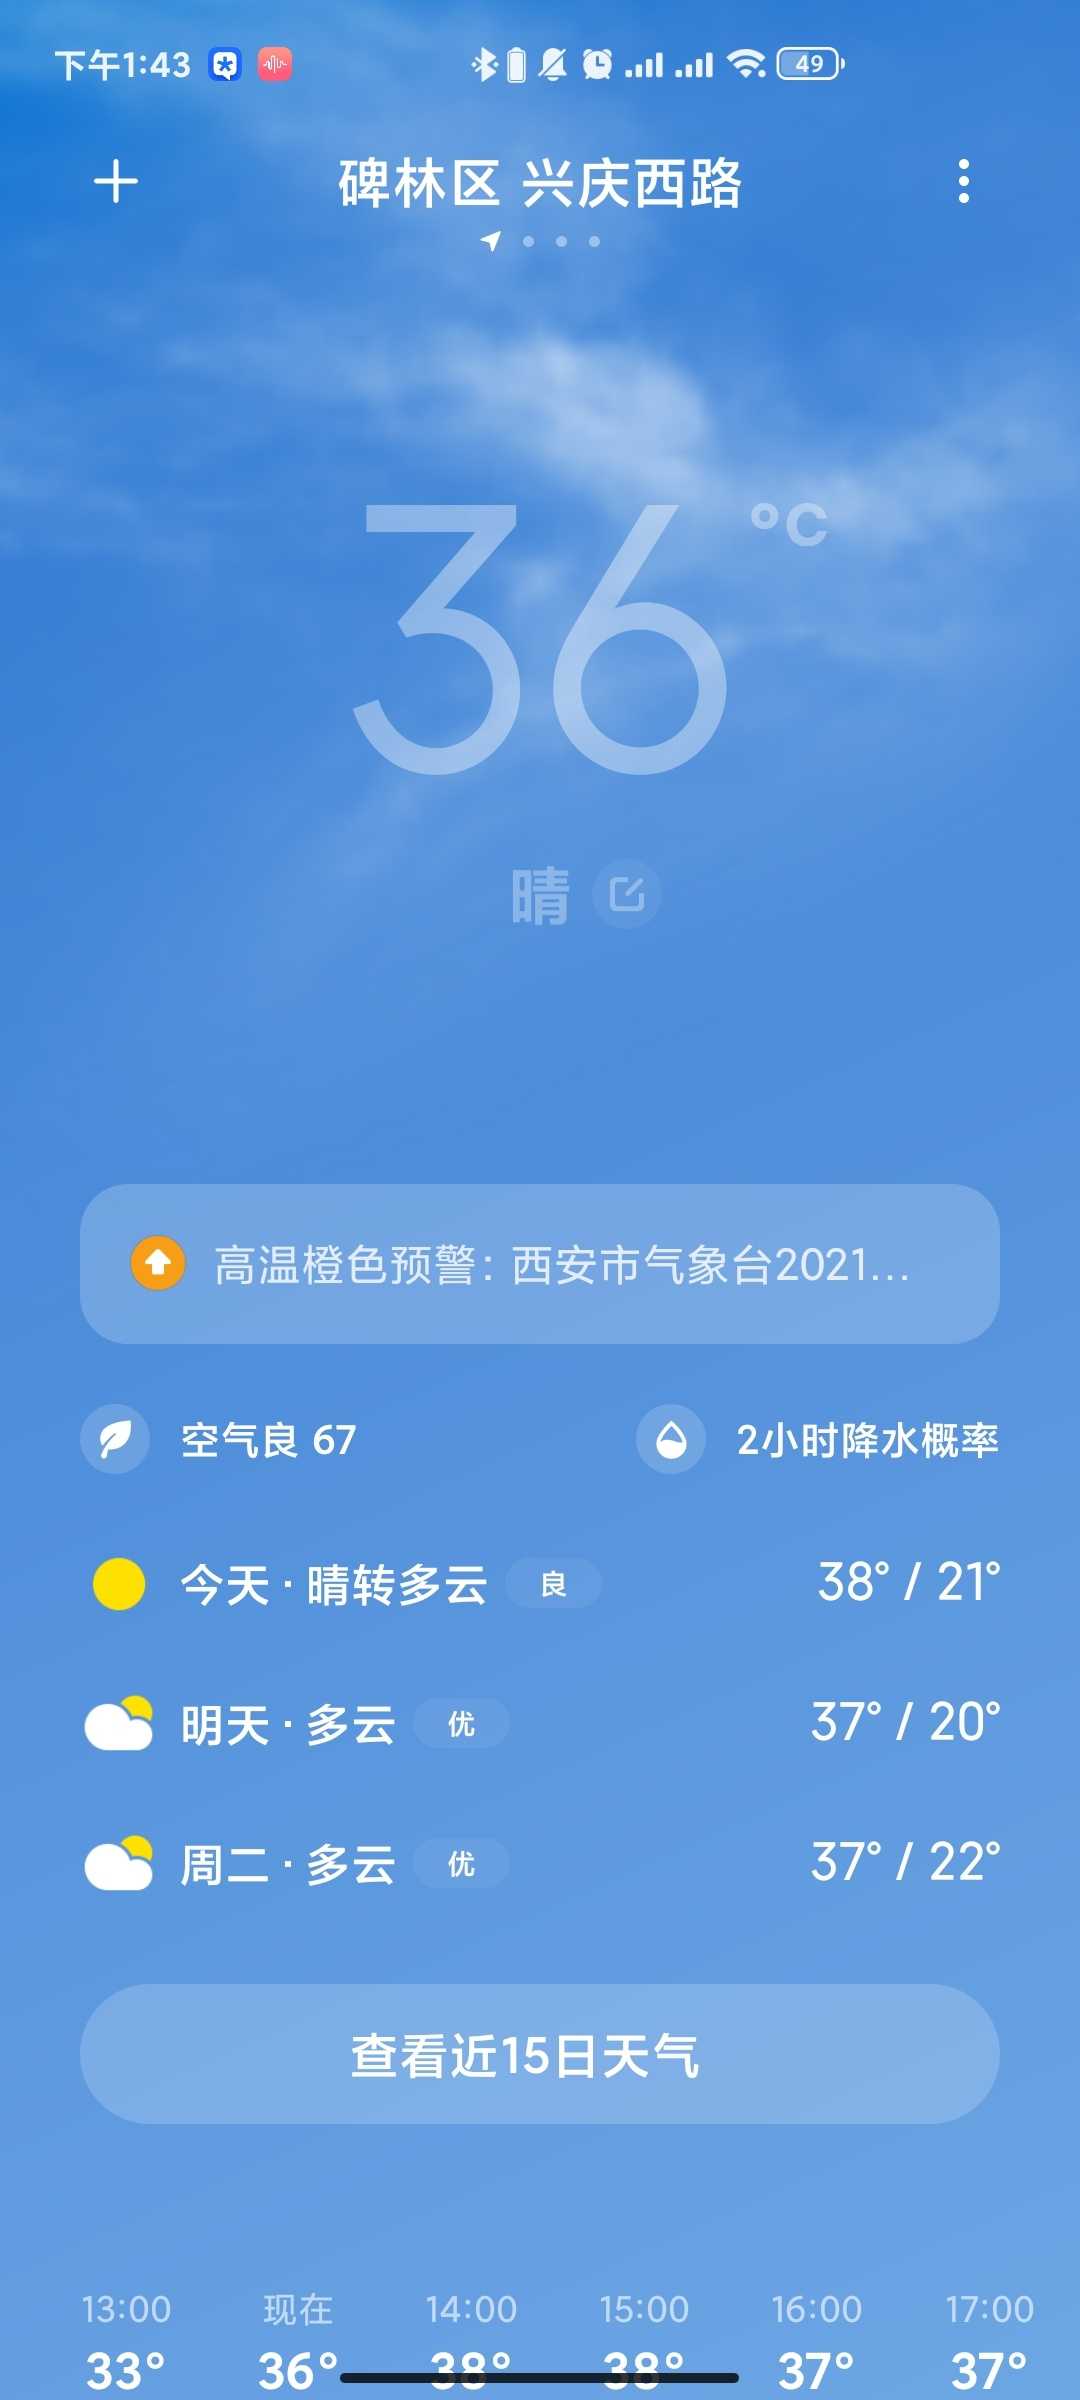 下午1:43 49
碑林区 兴庆西路
36 °C
晴
高温橙色预警：西安市气象台2021...
空气良 67 2小时降水概率
今天 · 晴转多云 良 38° / 21°
明天 · 多云 优 37° / 20°
周二 · 多云 优 37° / 22°
查看近15日天气
13:00 现在 14:00 15:00 16:00 17:00
33° 36° 38° 38° 37° 37°